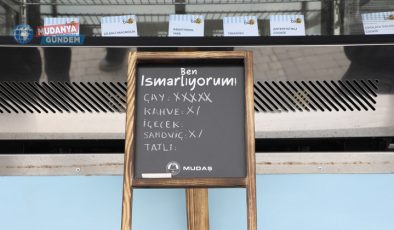 MUDANYA
GÜNDEM
Ben
Ismarlıyorum!
ÇAY: XXXXX
KAHVE: X/
İÇECEK:
SANDVİÇ: X/
TATLI:
MUDAŞ